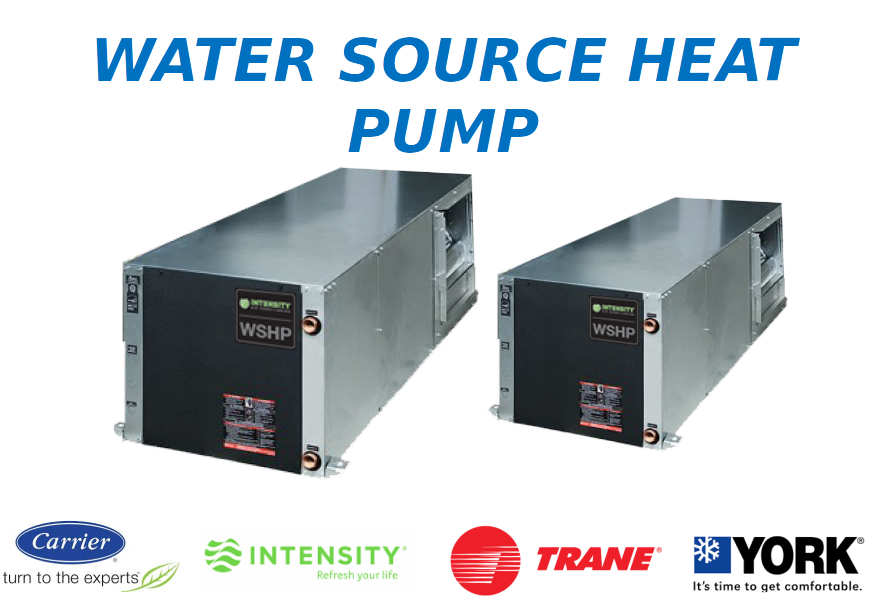 WATER SOURCE HEAT
PUMP
INTENSITY
WSHP
INTENSITY
WSHP
Carrier
turn to the experts
INTENSITY®
Refresh your life
TRANE®
YORK®
It's time to get comfortable.